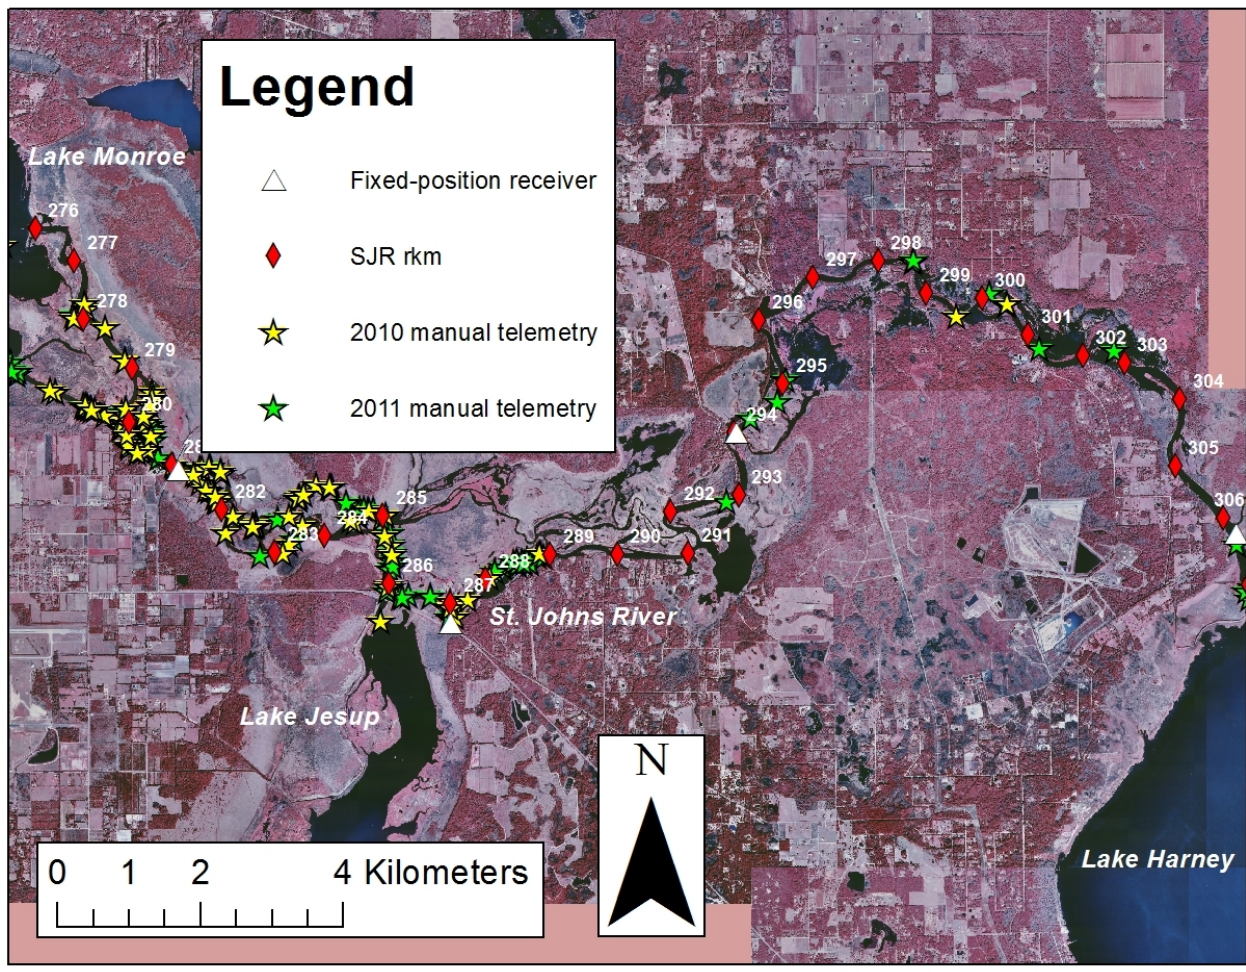 Legend
Fixed-position receiver
SJR rkm
2010 manual telemetry
2011 manual telemetry
Lake Monroe
276
277
278
279
280
282
283
284
285
286
287
288
289
290
291
292
293
294
295
296
297
298
299
300
301
302
303
304
305
306
St. Johns River
Lake Jesup
Lake Harney
N
0 1 2 4 Kilometers